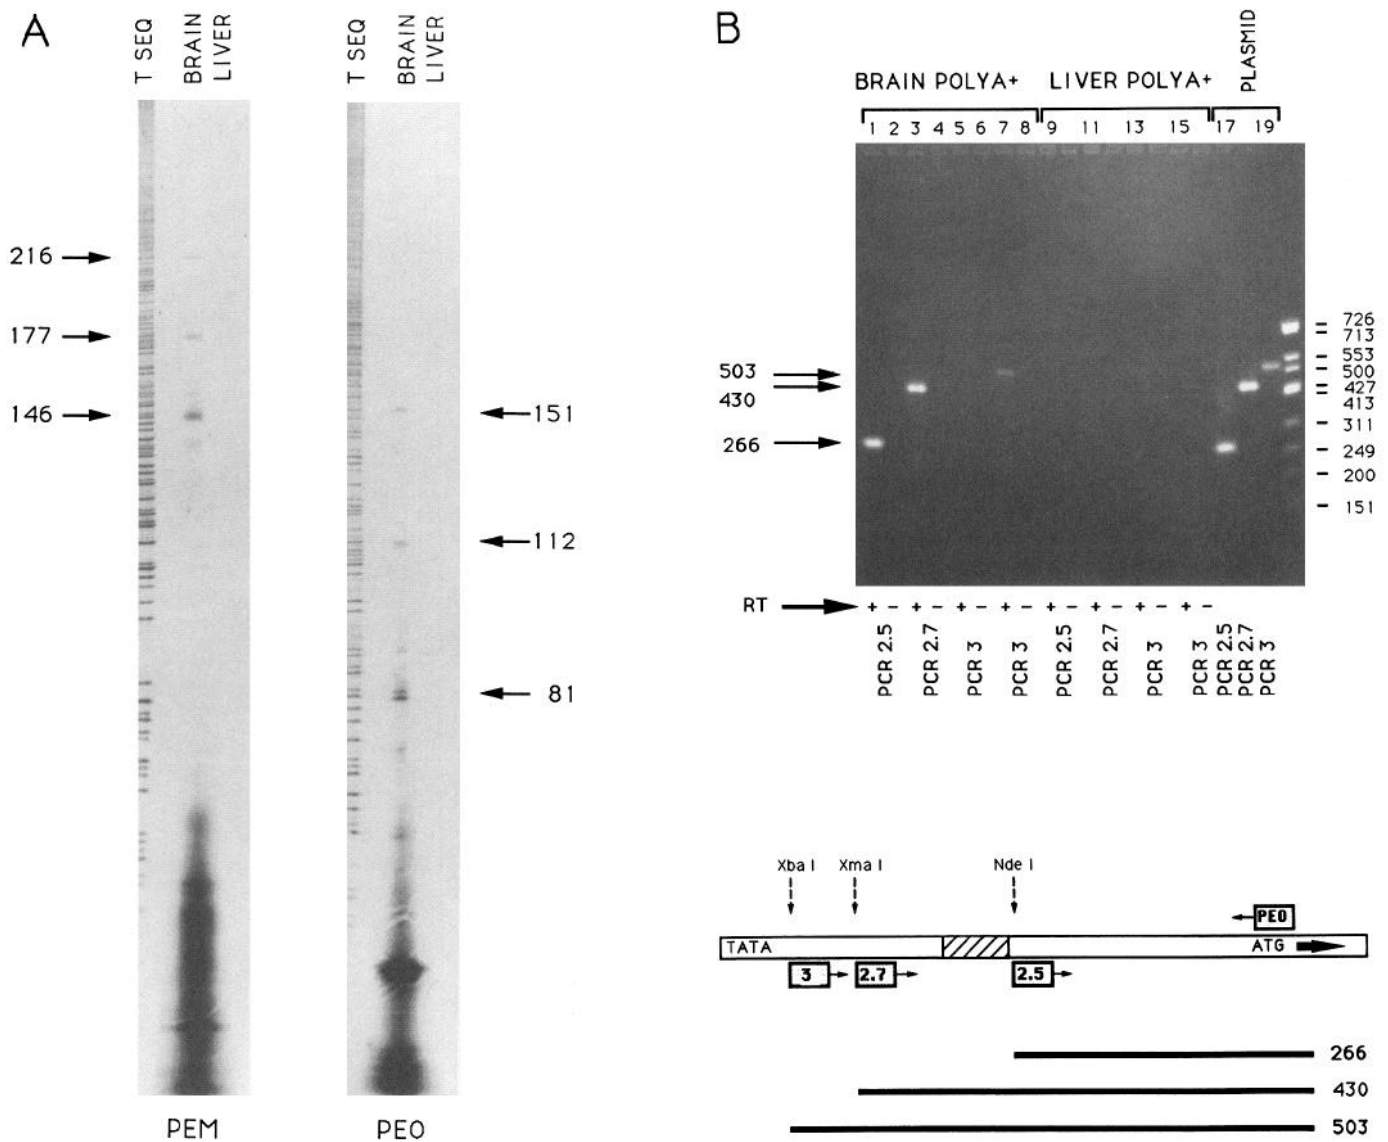 A
T SEQ
BRAIN
LIVER
T SEQ
BRAIN
LIVER
216
177
146
151
112
81
PEM
PEO
B
BRAIN POLYA+
LIVER POLYA+
PLASMID
1 2 3 4 5 6 7 8 9 11 13 15 17 19
503
430
266
726
713
553
500
427
413
311
249
200
151
RT
+ - + - + - + - + - + - + - + -
PCR 2.5
PCR 2.7
PCR 3
PCR 3
PCR 2.5
PCR 2.7
PCR 3
PCR 3
PCR 2.5
PCR 2.7
PCR 3
Xba I
Xma I
Nde I
PEO
TATA
ATG
3
2.7
2.5
266
430
503